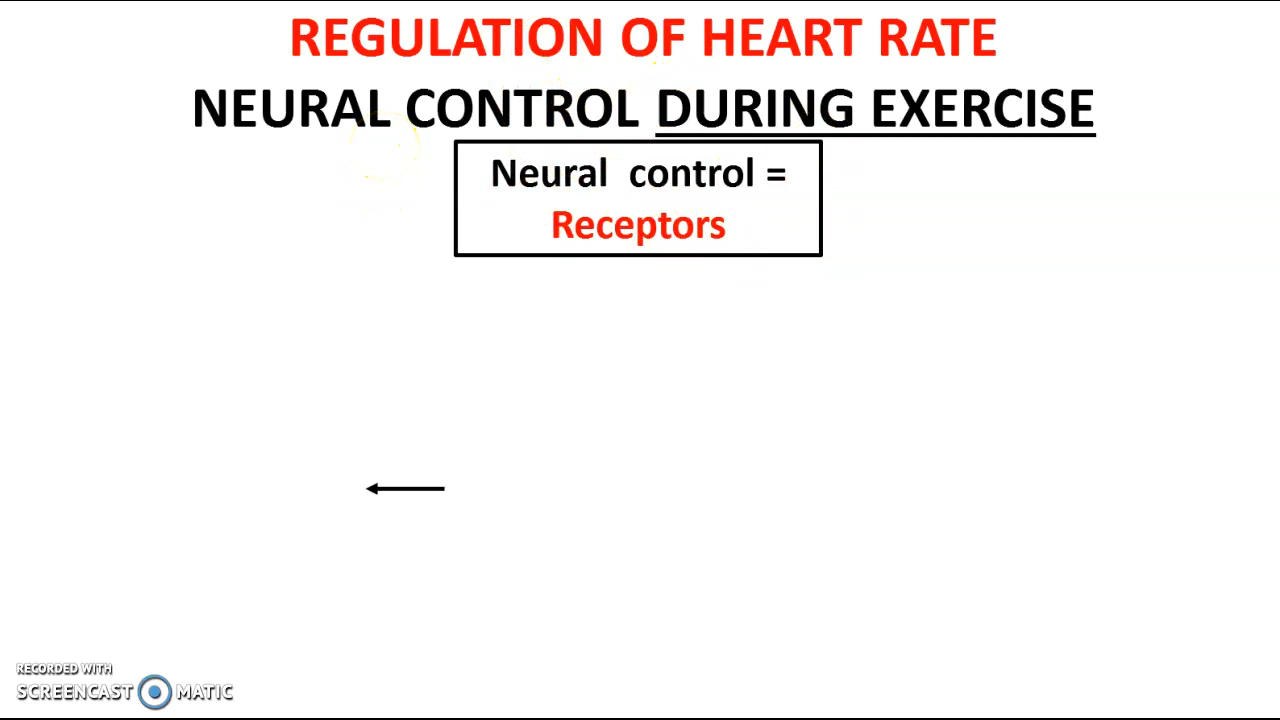 REGULATION OF HEART RATE
NEURAL CONTROL DURING EXERCISE
Neural control =
Receptors
RECORDED WITH
SCREENCAST MATIC